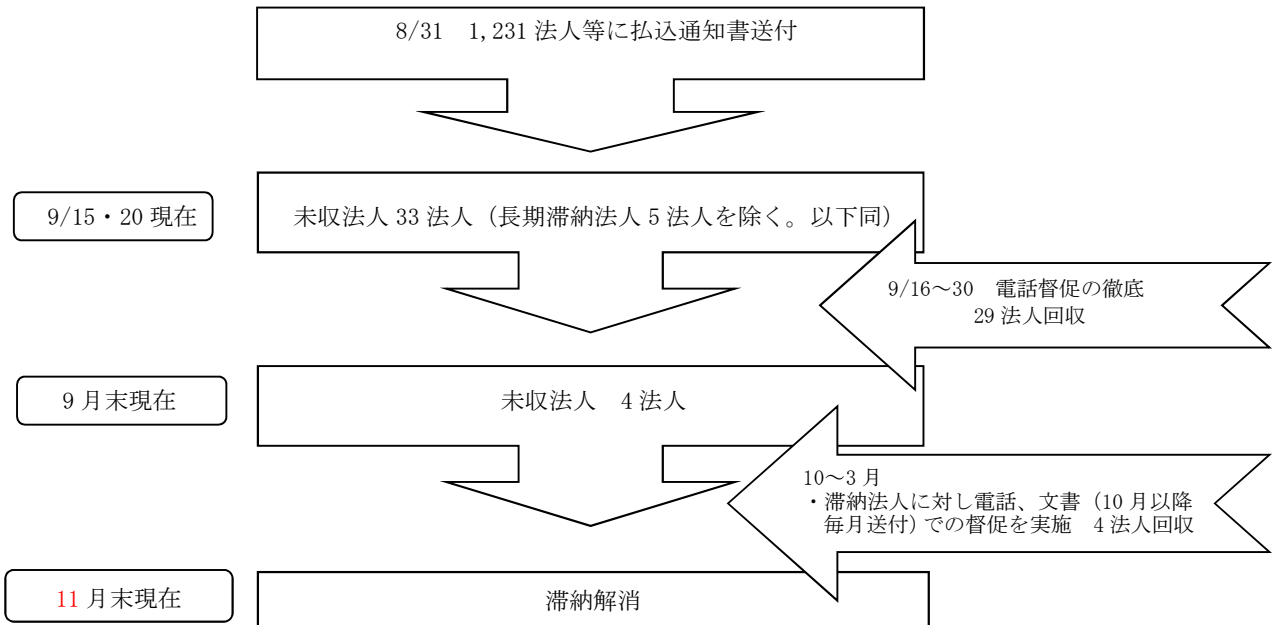 8/31　1,231 法人等に払込通知書送付
9/15・20 現在
未収法人 33 法人（長期滞納法人 5 法人を除く。以下同）
9/16～30　電話督促の徹底
29 法人回収
9 月末現在
未収法人　4 法人
10～3 月
・滞納法人に対し電話、文書（10 月以降
毎月送付）での督促を実施　4 法人回収
11 月末現在
滞納解消